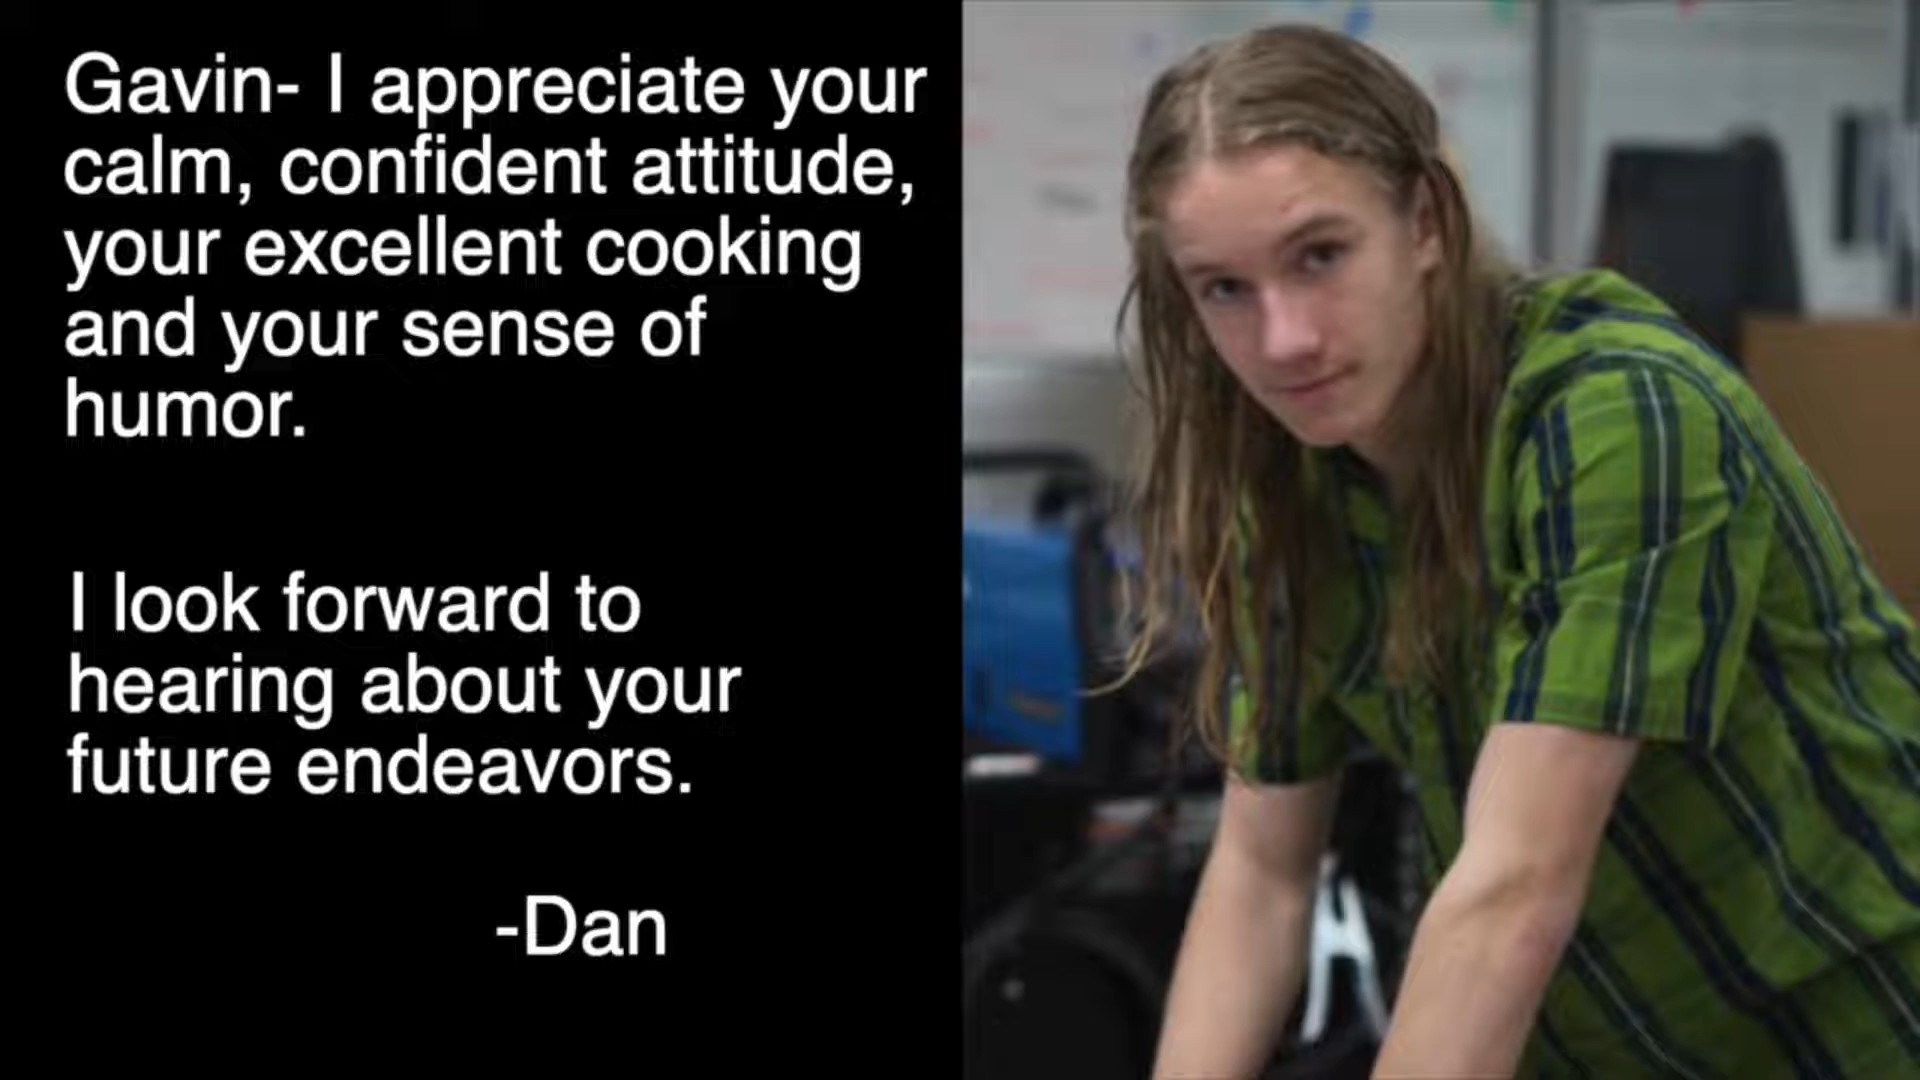 Gavin- I appreciate your
calm, confident attitude,
your excellent cooking
and your sense of
humor.
I look forward to
hearing about your
future endeavors.
-Dan